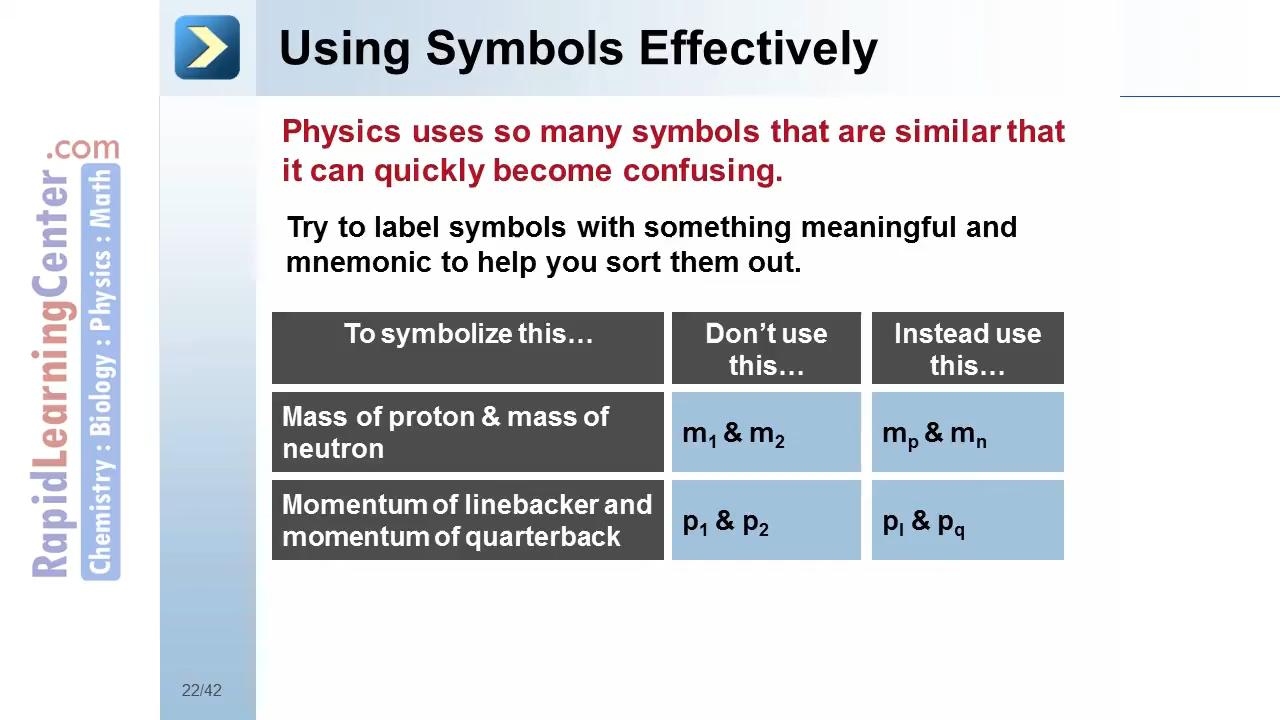 Using Symbols Effectively
Physics uses so many symbols that are similar that
it can quickly become confusing.
Try to label symbols with something meaningful and
mnemonic to help you sort them out.
To symbolize this…
Don’t use
this…
Instead use
this…
Mass of proton & mass of
neutron
m₁ & m₂
mₚ & mₙ
Momentum of linebacker and
momentum of quarterback
p₁ & p₂
pₗ & p_q
RapidLearningCenter.com
Chemistry : Biology : Physics : Math
22/42